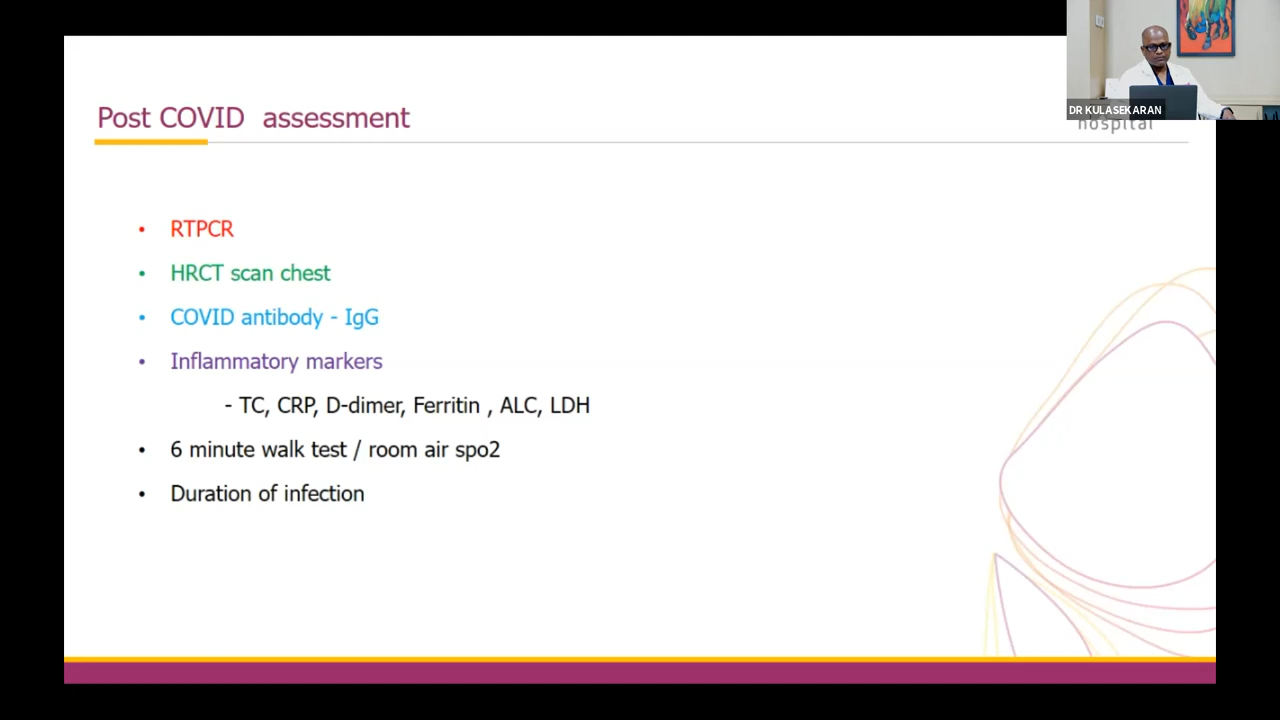 DR KULASEKARAN
hospital
Post COVID assessment
• RTPCR
• HRCT scan chest
• COVID antibody - IgG
• Inflammatory markers
- TC, CRP, D-dimer, Ferritin , ALC, LDH
• 6 minute walk test / room air spo2
• Duration of infection